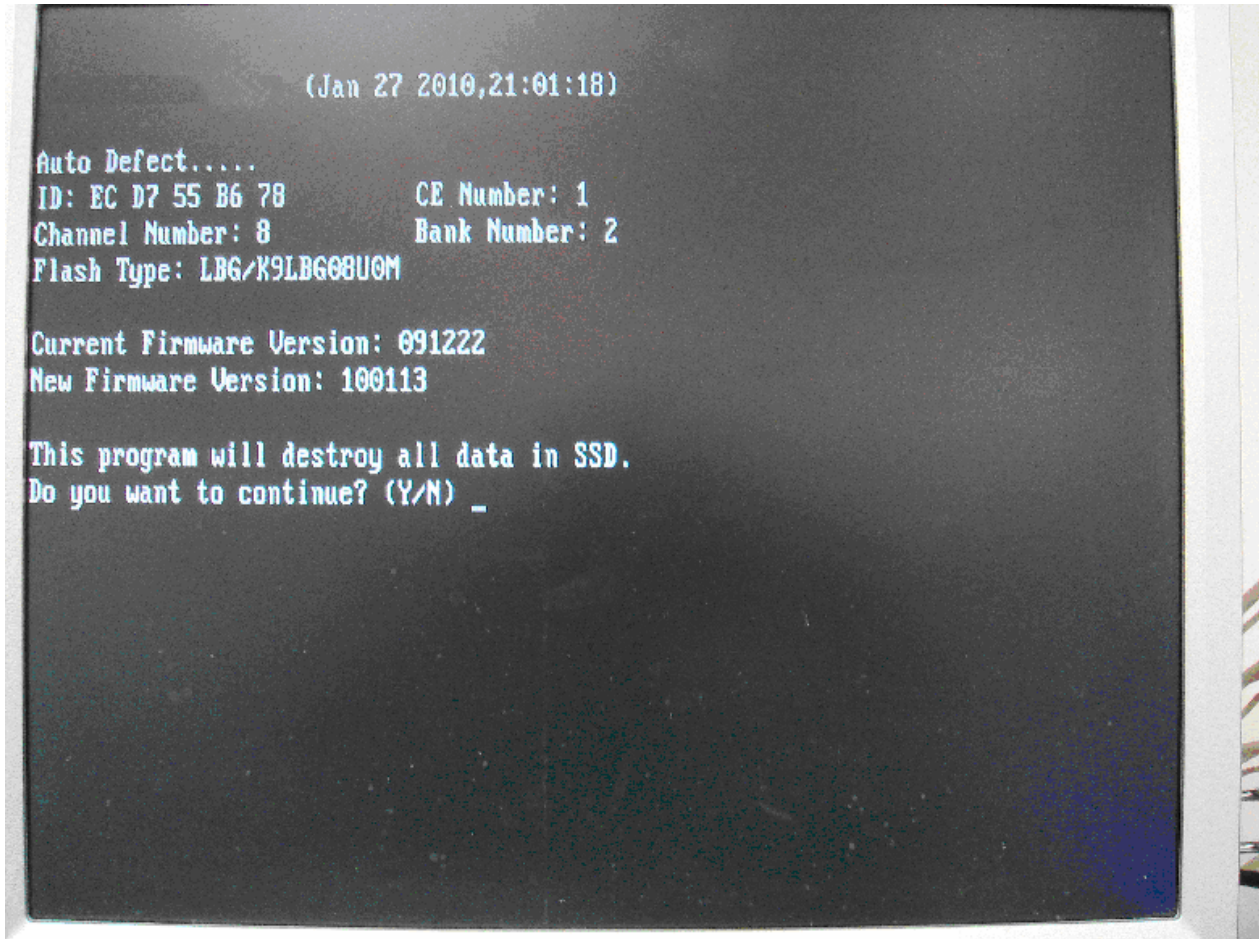 (Jan 27 2010,21:01:18)
Auto Defect.....
ID: EC D7 55 B6 78 CE Number: 1
Channel Number: 8 Bank Number: 2
Flash Type: LBG/K9LBG08U0M
Current Firmware Version: 091222
New Firmware Version: 100113
This program will destroy all data in SSD.
Do you want to continue? (Y/N) _